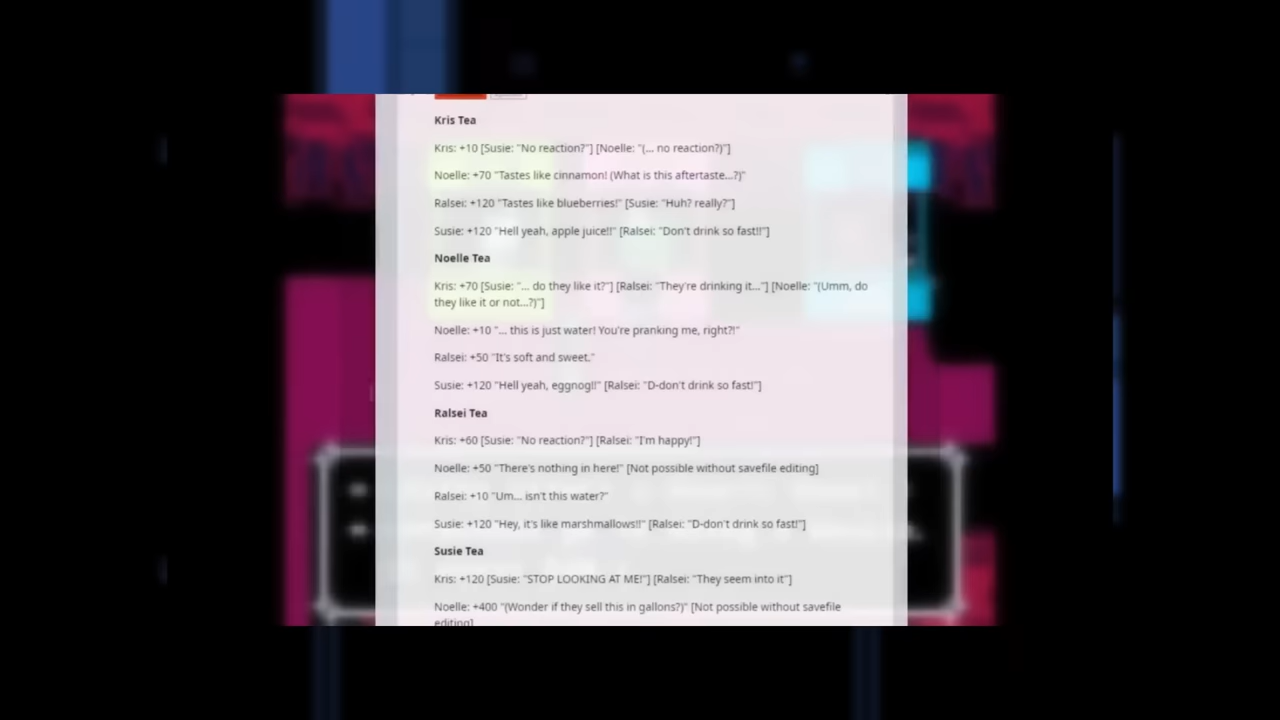 Kris Tea
Kris: +10 [Susie: "No reaction?"] [Noelle: "(... no reaction?)"]
Noelle: +70 "Tastes like cinnamon! (What is this aftertaste...?)"
Ralsei: +120 "Tastes like blueberries!" [Susie: "Huh? really?"]
Susie: +120 "Hell yeah, apple juice!!" [Ralsei: "Don't drink so fast!!"]
Noelle Tea
Kris: +70 [Susie: "... do they like it?"] [Ralsei: "They're drinking it..."] [Noelle: "(Umm, do
they like it or not...?)"]
Noelle: +10 "... this is just water! You're pranking me, right?!"
Ralsei: +50 "It's soft and sweet."
Susie: +120 "Hell yeah, eggnog!!" [Ralsei: "D-don't drink so fast!"]
Ralsei Tea
Kris: +60 [Susie: "No reaction?"] [Ralsei: "I'm happy!"]
Noelle: +50 "There's nothing in here!" [Not possible without savefile editing]
Ralsei: +10 "Um... isn't this water?"
Susie: +120 "Hey, it's like marshmallows!!" [Ralsei: "D-don't drink so fast!"]
Susie Tea
Kris: +120 [Susie: "STOP LOOKING AT ME!"] [Ralsei: "They seem into it"]
Noelle: +400 "(Wonder if they sell this in gallons?)" [Not possible without savefile
editing]